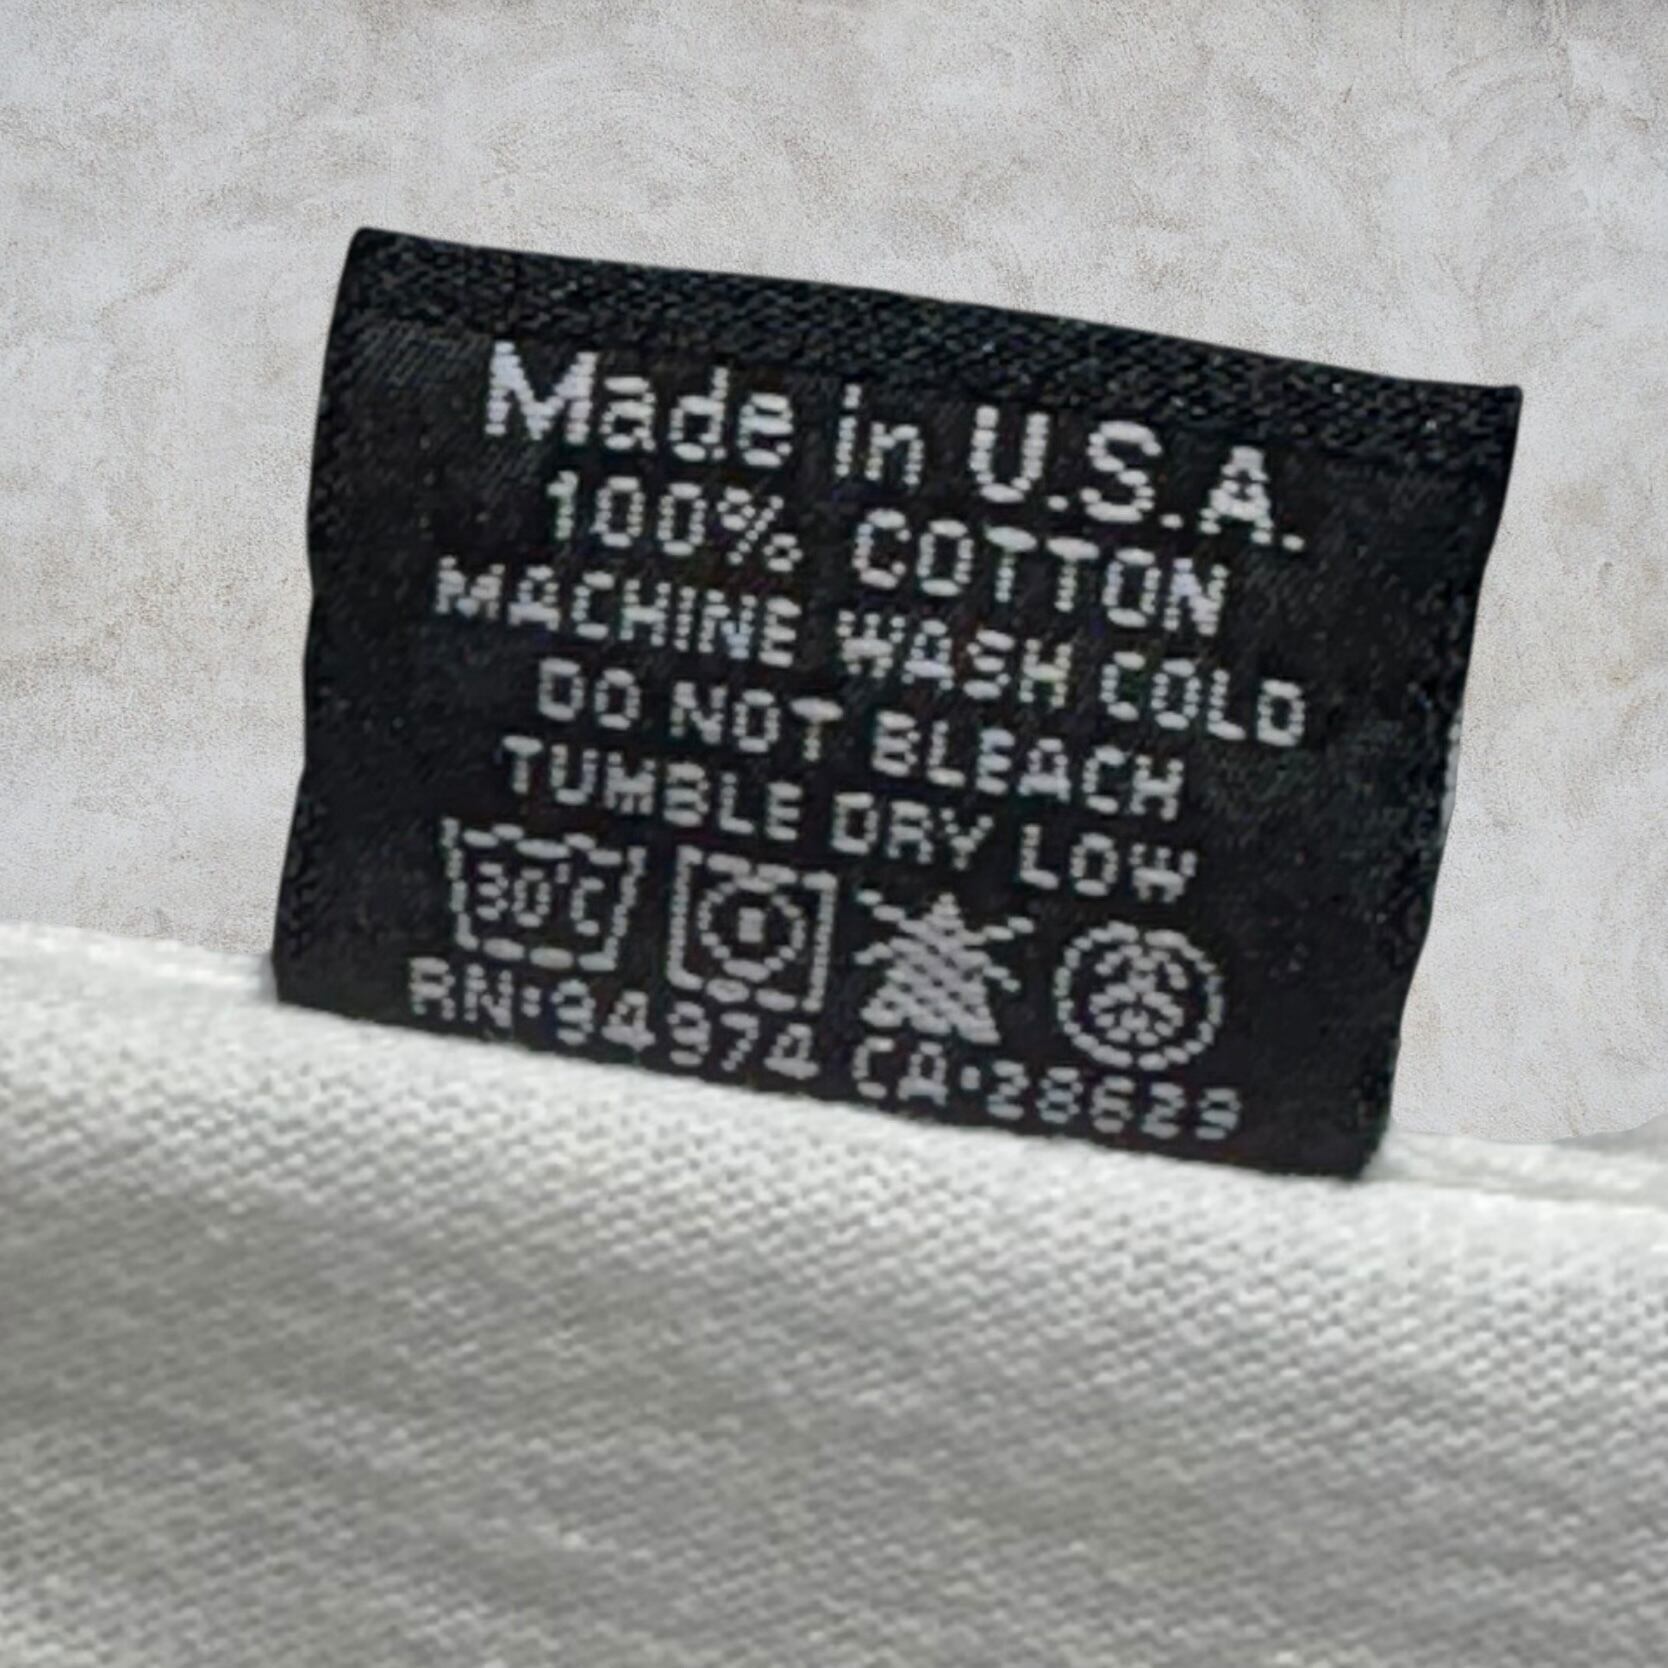 Made in U.S.A.
100% COTTON
MACHINE WASH COLD
DO NOT BLEACH
TUMBLE DRY LOW
30°C
RN·94974 CA·28629